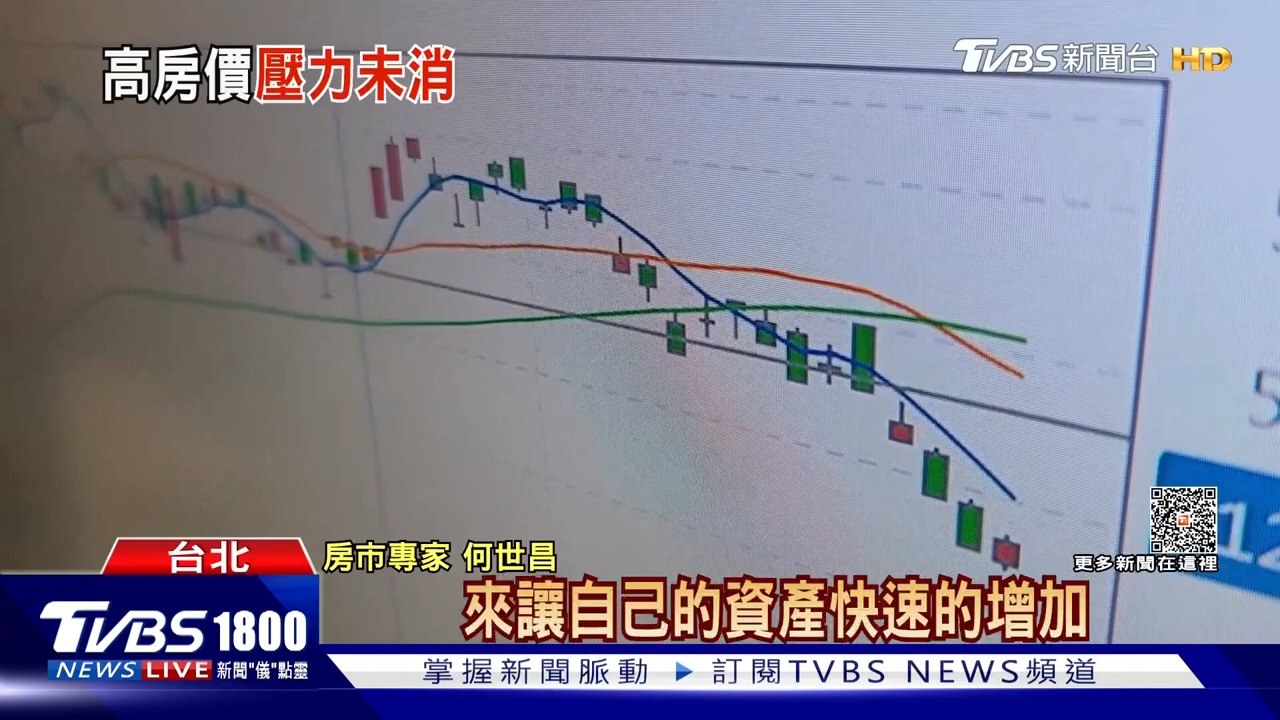 高房價壓力未消
TVBS新聞台 HD
12
更多新聞在這裡
台北
房市專家 何世昌
來讓自己的資產快速的增加
TVBS 1800
NEWS LIVE 新聞"儀"點靈
掌握新聞脈動 ▶ 訂閱TVBS NEWS頻道